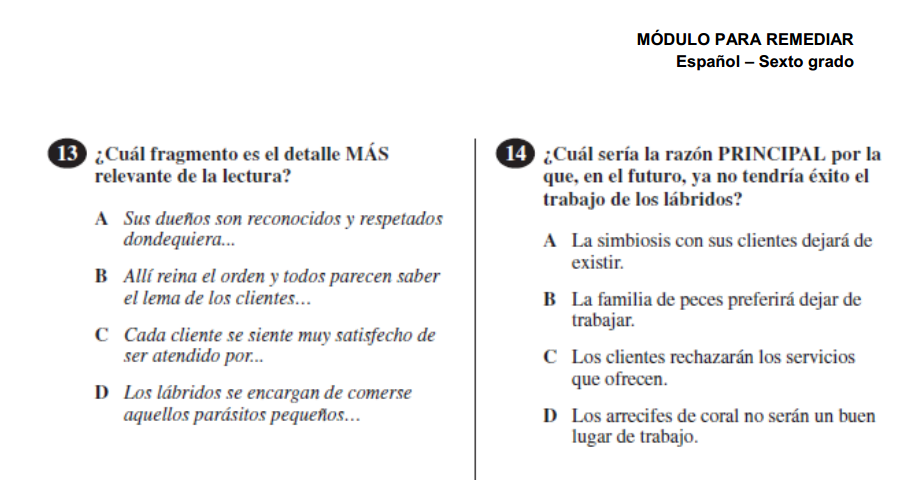 MÓDULO PARA REMEDIAR
Español – Sexto grado
13 ¿Cuál fragmento es el detalle MÁS
relevante de la lectura?
A Sus dueños son reconocidos y respetados
dondequiera...
B Allí reina el orden y todos parecen saber
el lema de los clientes…
C Cada cliente se siente muy satisfecho de
ser atendido por...
D Los lábridos se encargan de comerse
aquellos parásitos pequeños…
14 ¿Cuál sería la razón PRINCIPAL por la
que, en el futuro, ya no tendría éxito el
trabajo de los lábridos?
A La simbiosis con sus clientes dejará de
existir.
B La familia de peces preferirá dejar de
trabajar.
C Los clientes rechazarán los servicios
que ofrecen.
D Los arrecifes de coral no serán un buen
lugar de trabajo.